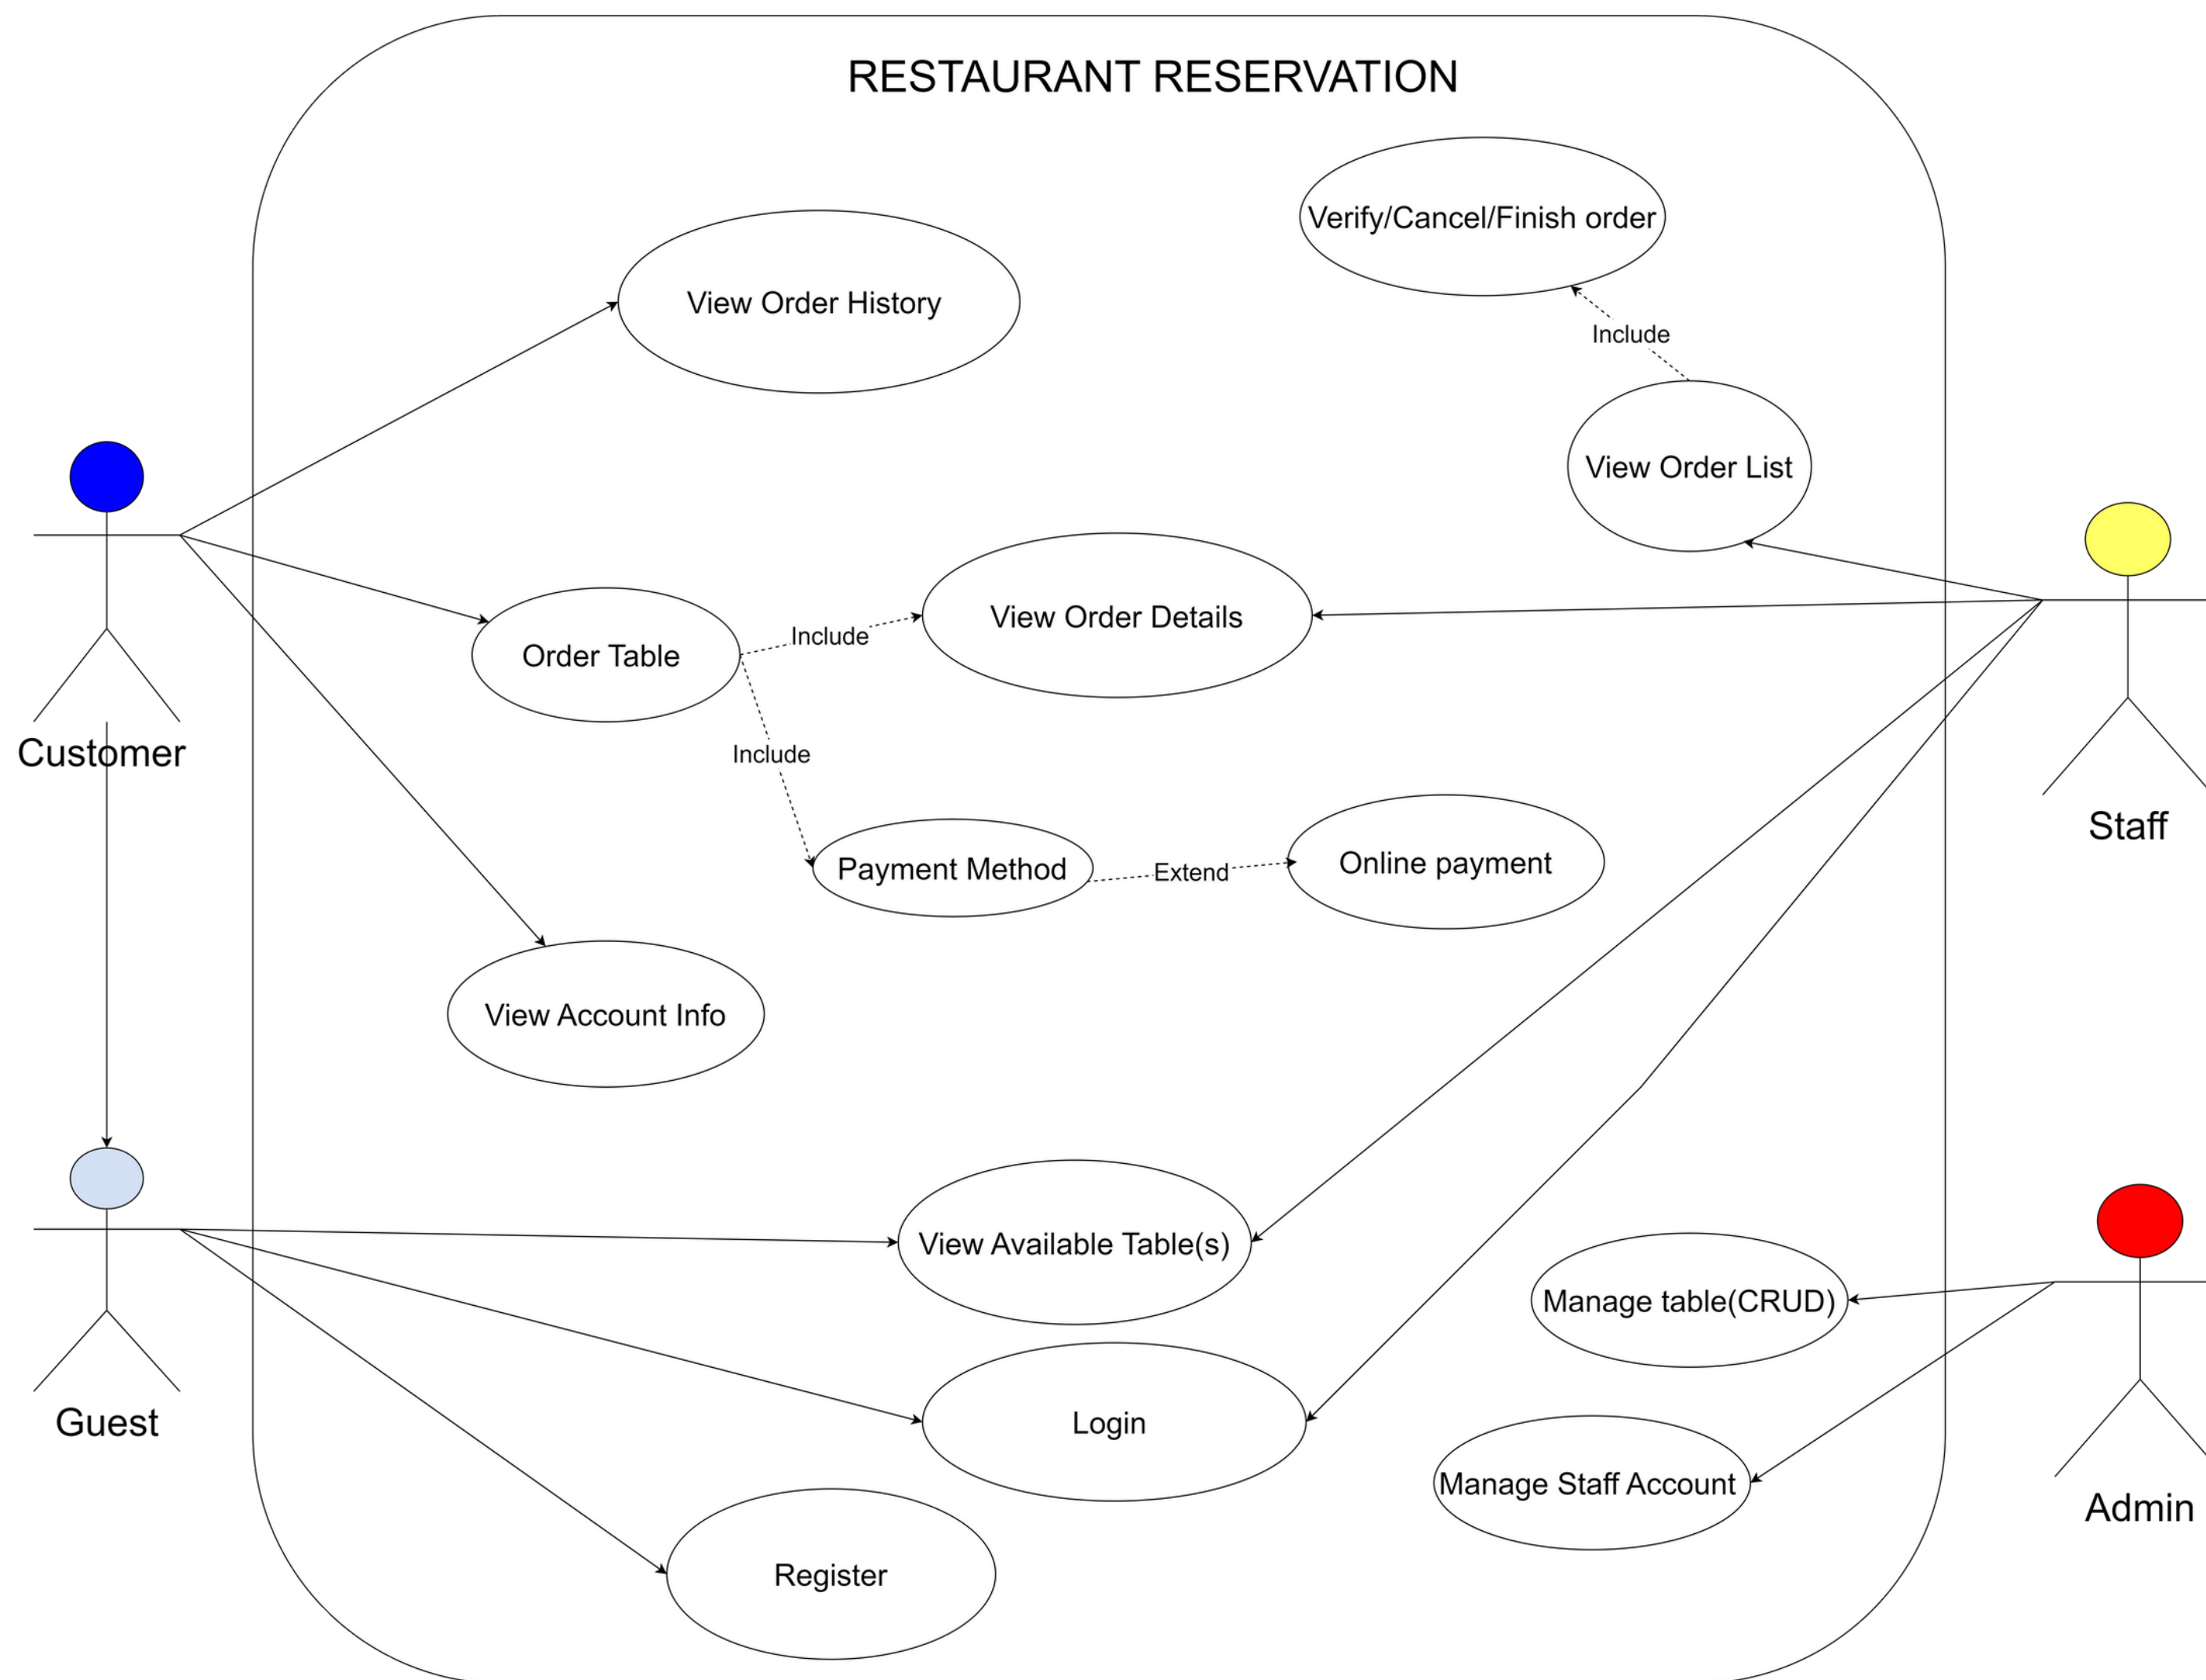 RESTAURANT RESERVATION
Verify/Cancel/Finish order
View Order History
Include
View Order List
View Order Details
Include
Order Table
Customer
Include
Staff
Payment Method
Extend
Online payment
View Account Info
View Available Table(s)
Manage table(CRUD)
Guest
Login
Manage Staff Account
Admin
Register